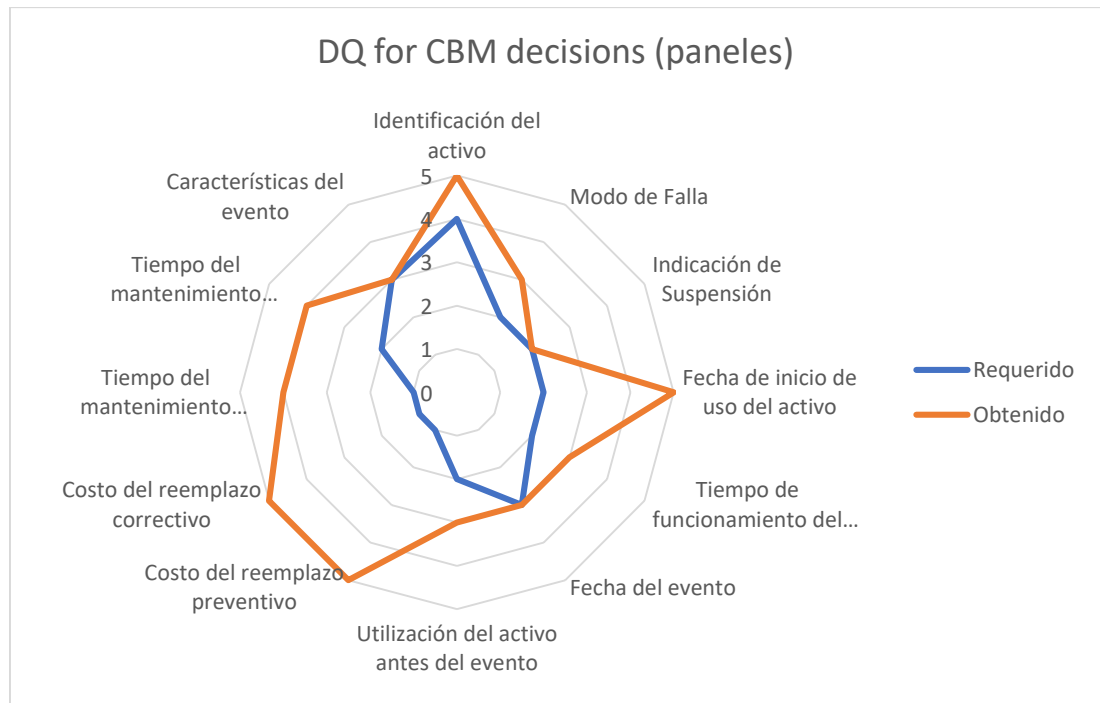 DQ for CBM decisions (paneles)
Identificación del
activo
Modo de Falla
Indicación de
Suspensión
Fecha de inicio de
uso del activo
Tiempo de
funcionamiento del...
Fecha del evento
Utilización del activo
antes del evento
Costo del reemplazo
preventivo
Costo del reemplazo
correctivo
Tiempo del
mantenimiento...
Tiempo del
mantenimiento...
Características del
evento
5
4
3
2
1
0
Requerido
Obtenido